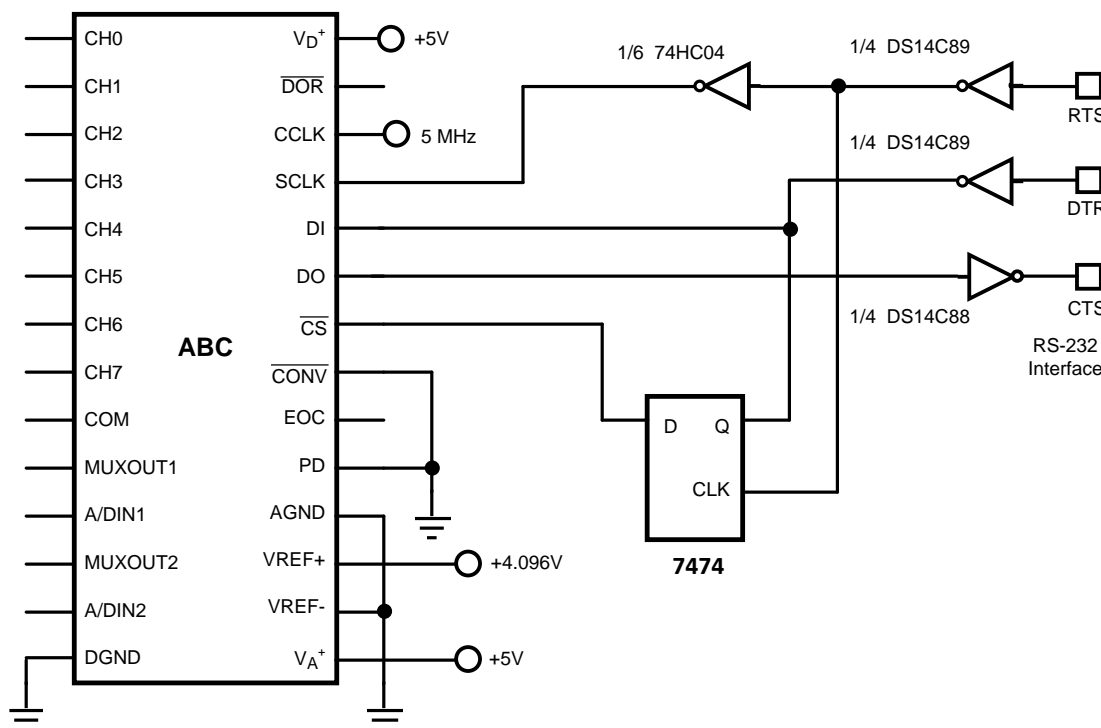 CH0
CH1
CH2
CH3
CH4
CH5
CH6
CH7
COM
MUXOUT1
A/DIN1
MUXOUT2
A/DIN2
DGND
ABC
VD+
DOR
CCLK
SCLK
DI
DO
CS
CONV
EOC
PD
AGND
VREF+
VREF-
VA+
+5V
5 MHz
+4.096V
+5V
1/6 74HC04
1/4 DS14C89
RTS
1/4 DS14C89
DTR
1/4 DS14C88
CTS
RS-232
Interface
D Q
CLK
7474